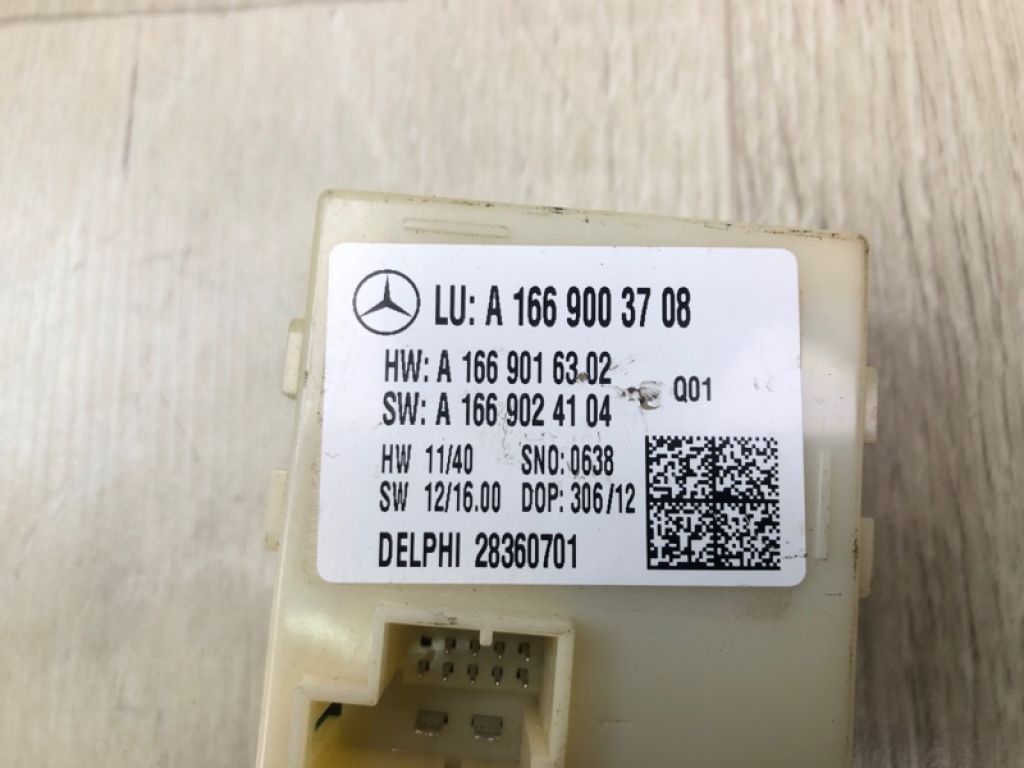 LU: A 166 900 37 08
HW: A 166 901 63 02
SW: A 166 902 41 04
Q01
HW 11/40 SNO: 0638
SW 12/16.00 DOP: 306/12
DELPHI 28360701